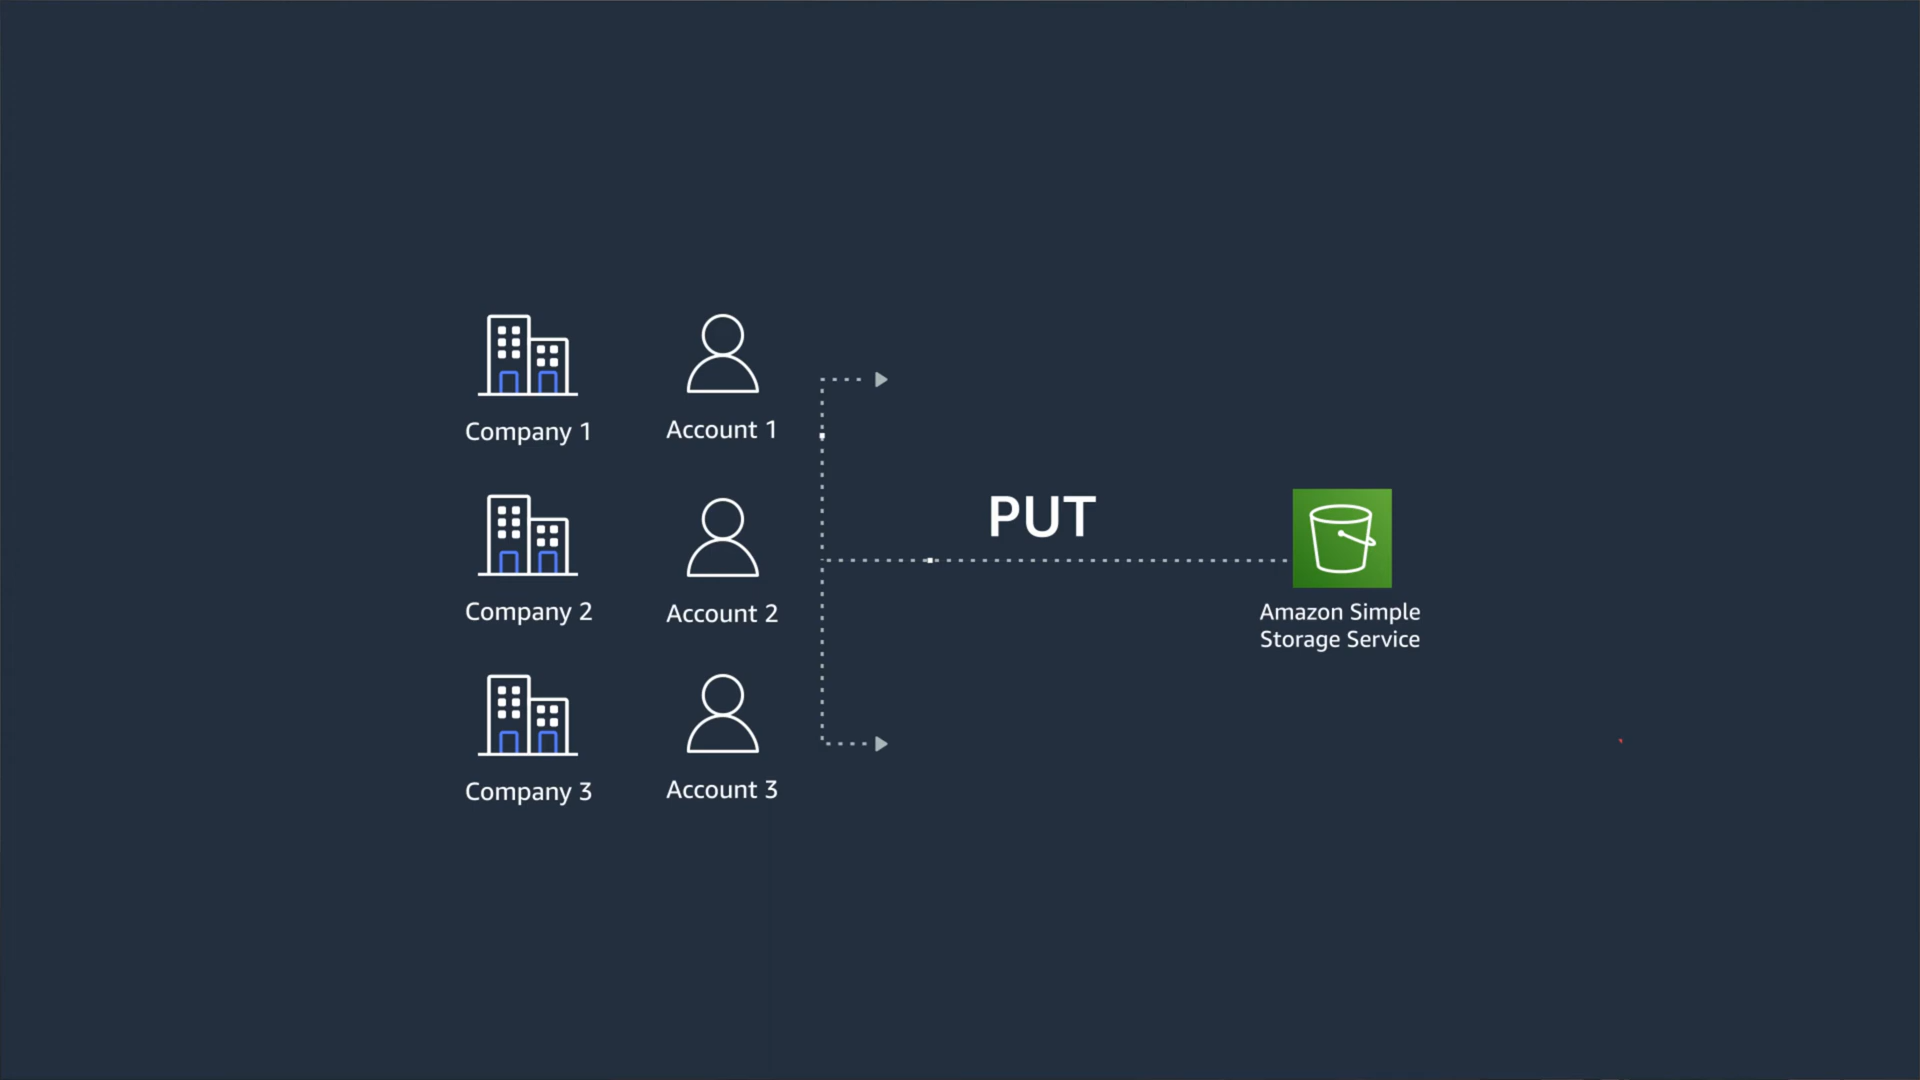 Company 1
Account 1
PUT
Company 2
Account 2
Amazon Simple
Storage Service
Company 3
Account 3